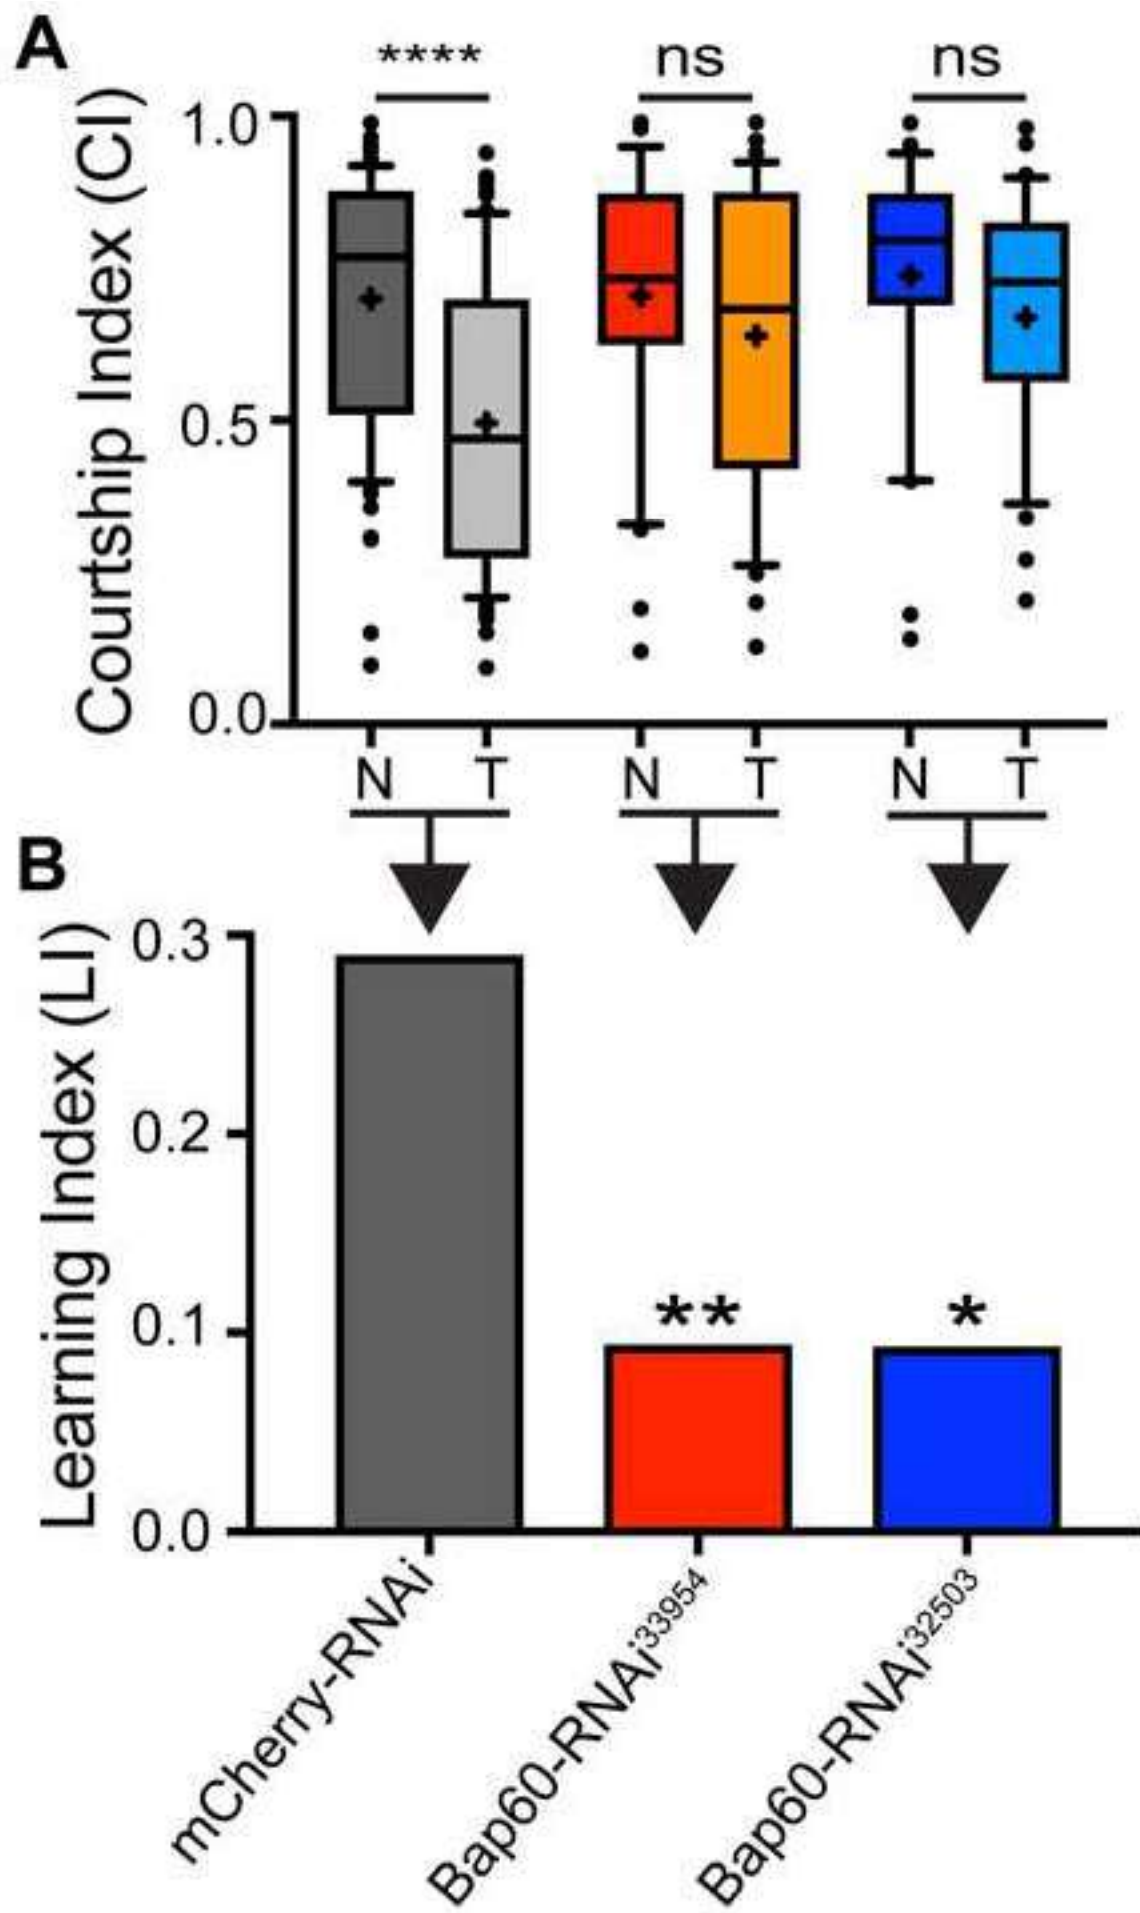 A
**** ns ns
Courtship Index (CI)
1.0
0.5
0.0
N T N T N T
B
Learning Index (LI)
0.3
0.2
0.1
0.0
** *
mCherry-RNAi
Bap60-RNAi³³⁹⁵⁴
Bap60-RNAi³²⁵⁰³